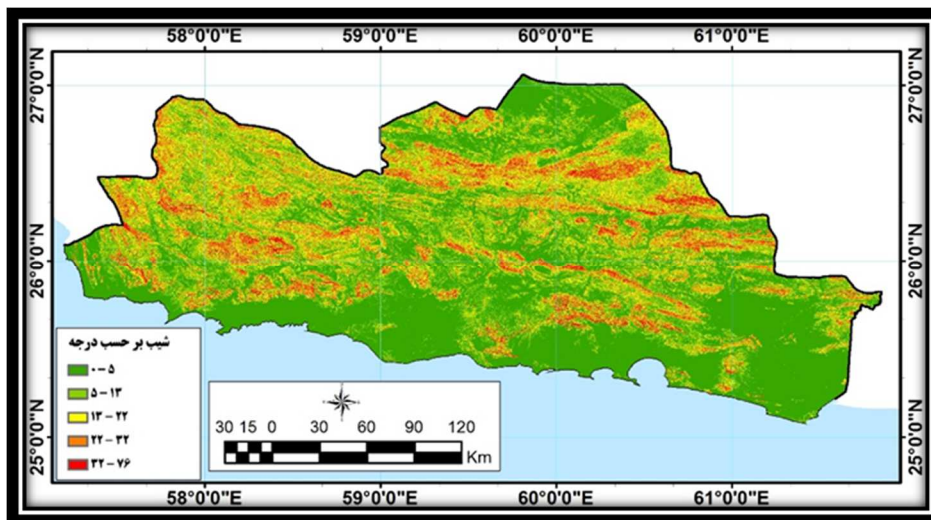 58°0'0"E 59°0'0"E 60°0'0"E 61°0'0"E
27°0'0"N 27°0'0"N
26°0'0"N 26°0'0"N
25°0'0"N 25°0'0"N
شیب بر حسب درجه
۰ – ۵
۵ – ۱۳
۱۳ – ۲۲
۲۲ – ۳۲
۳۲ – ۷۶
30 15 0 30 60 90 120
Km
58°0'0"E 59°0'0"E 60°0'0"E 61°0'0"E